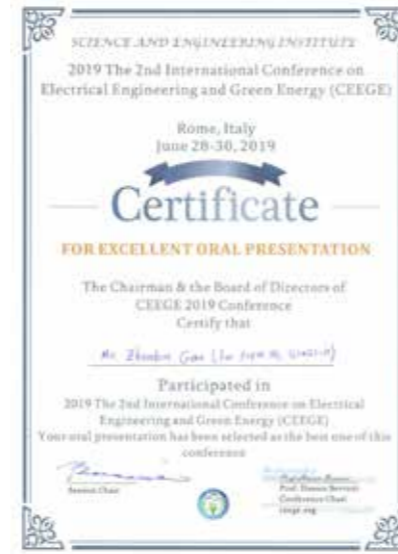 SCIENCE AND ENGINEERING INSTITUTE
2019 The 2nd International Conference on
Electrical Engineering and Green Energy (CEEGE)
Rome, Italy
June 28-30, 2019
Certificate
FOR EXCELLENT ORAL PRESENTATION
The Chairman & the Board of Directors of
CEEGE 2019 Conference
Certify that
Mr.
Participated in
2019 The 2nd International Conference on Electrical
Engineering and Green Energy (CEEGE)
Your oral presentation has been selected as the best one of this
conference
Session Chair
Conference Chair